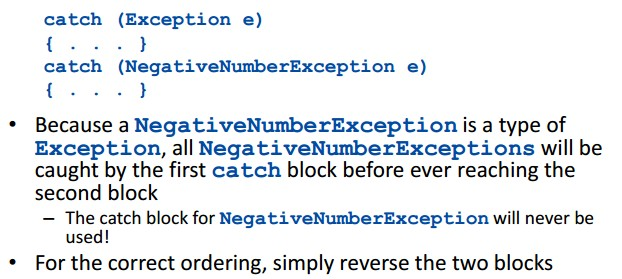 catch (Exception e)
{ . . . }
catch (NegativeNumberException e)
{ . . . }
• Because a NegativeNumberException is a type of
Exception, all NegativeNumberExceptions will be
caught by the first catch block before ever reaching the
second block
– The catch block for NegativeNumberException will never be
used!
• For the correct ordering, simply reverse the two blocks